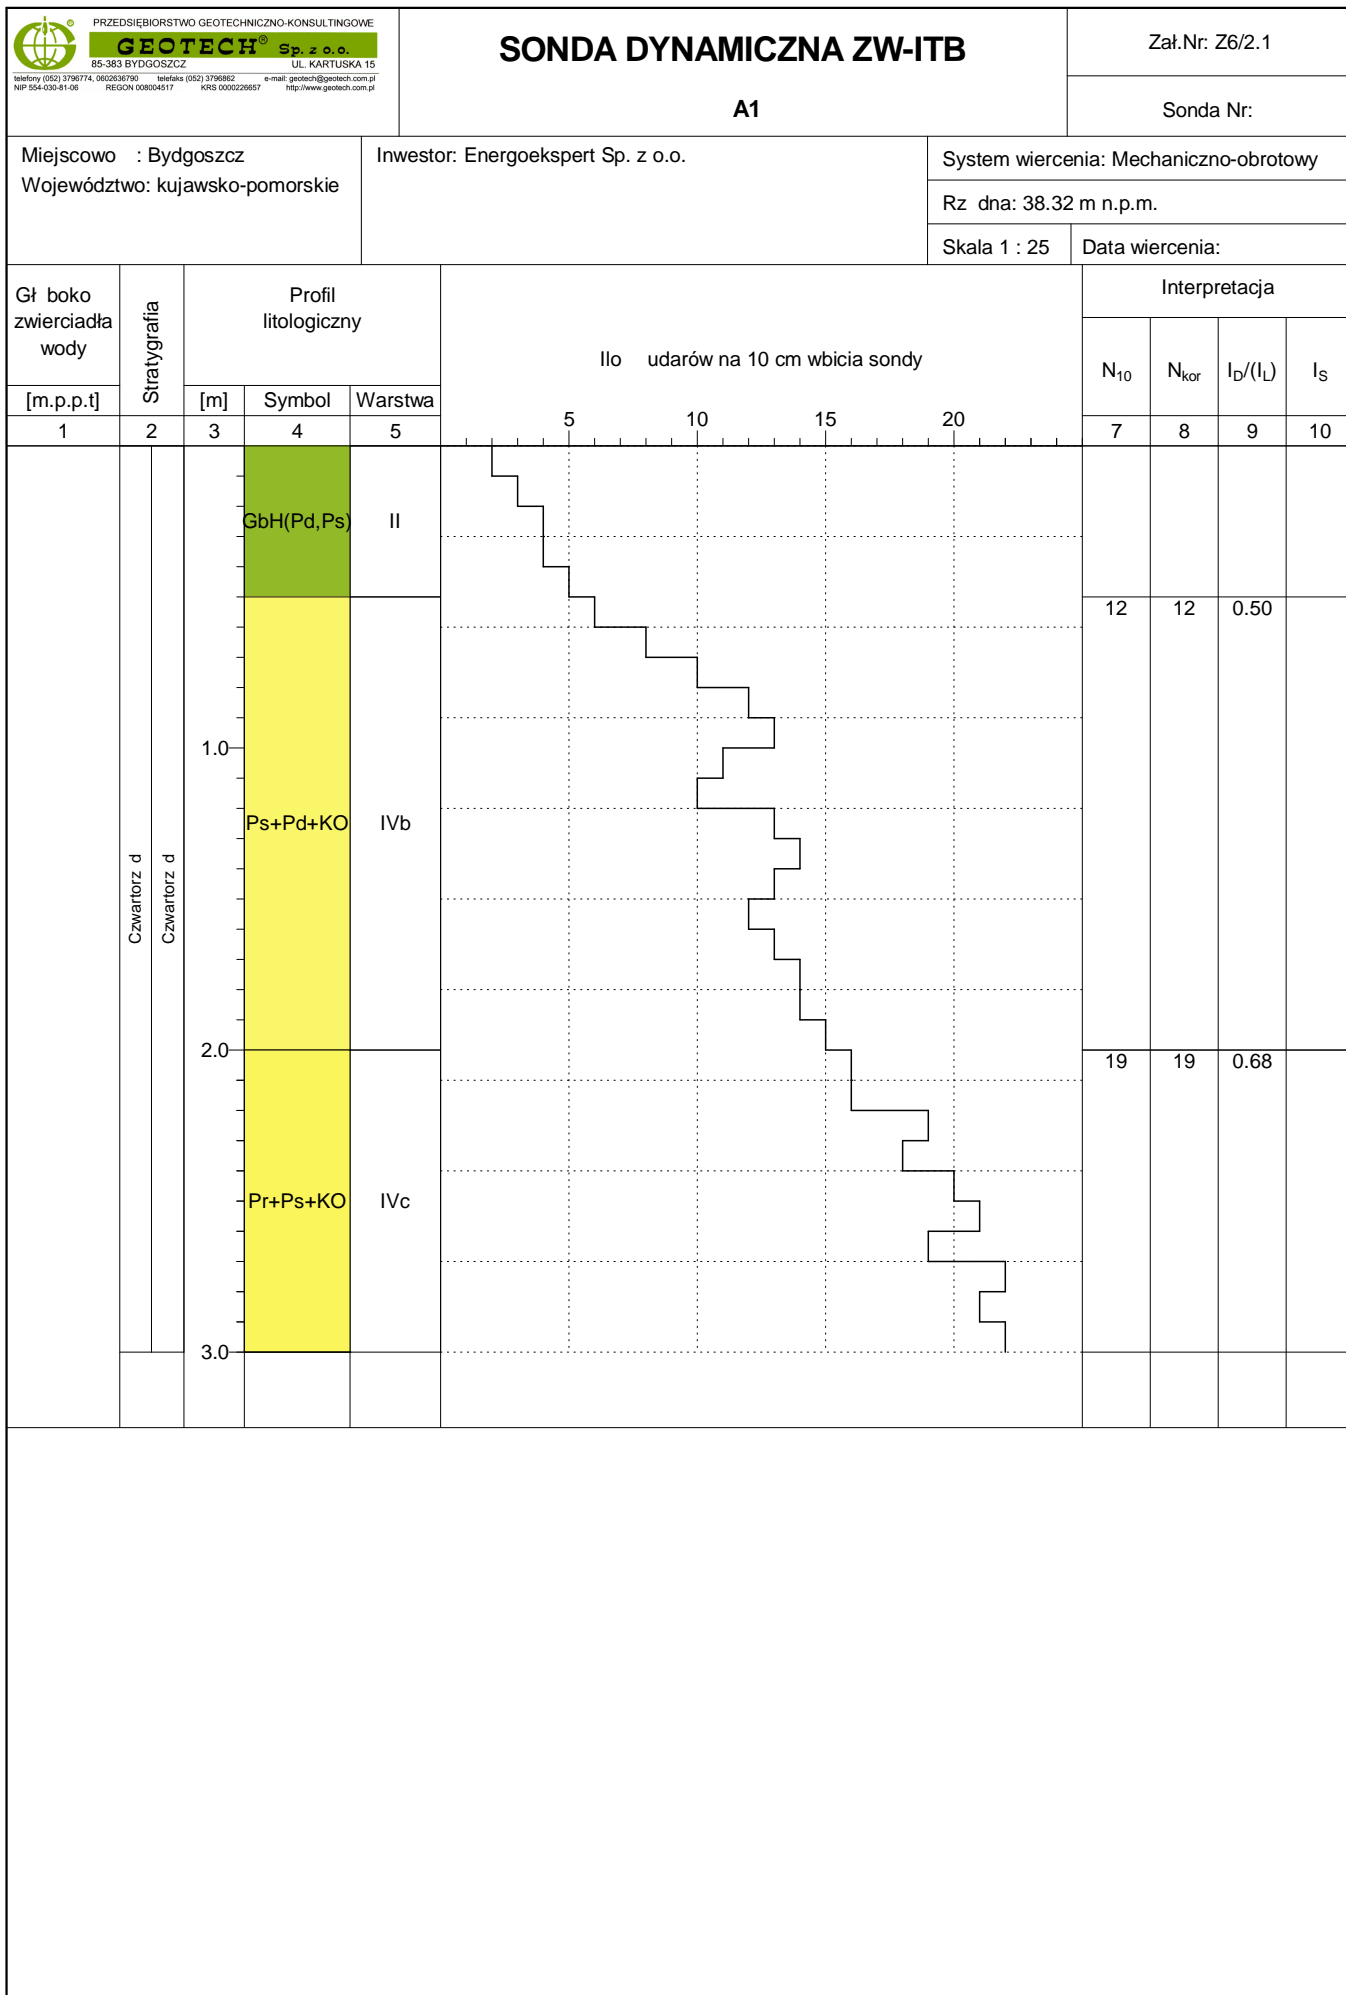 PRZEDSIĘBIORSTWO GEOTECHNICZNO-KONSULTINGOWE
GEOTECH® Sp. z o.o.
85-383 BYDGOSZCZ UL. KARTUSKA 15
telefony (052) 3796774, 0602636790 telefaks (052) 3796862 e-mail: geotech@geotech.com.pl
NIP 554-030-81-06 REGON 008004517 KRS 0000226657 http://www.geotech.com.pl
SONDA DYNAMICZNA ZW-ITB
A1
Zał.Nr: Z6/2.1
Sonda Nr:
Miejscowo : Bydgoszcz
Województwo: kujawsko-pomorskie
Inwestor: Energoekspert Sp. z o.o.
System wiercenia: Mechaniczno-obrotowy
Rz dna: 38.32 m n.p.m.
Skala 1 : 25 Data wiercenia:
Gł boko
zwierciadła
wody
[m.p.p.t]
Stratygrafia
Profil
litologiczny
[m] Symbol Warstwa
Ilo udarów na 10 cm wbicia sondy
5 10 15 20
Interpretacja
N10 Nkor ID/(IL) IS
1 2 3 4 5 7 8 9 10
GbH(Pd,Ps) II
12 12 0.50
1.0
Ps+Pd+KO IVb
Czwartorz d
Czwartorz d
2.0
19 19 0.68
Pr+Ps+KO IVc
3.0